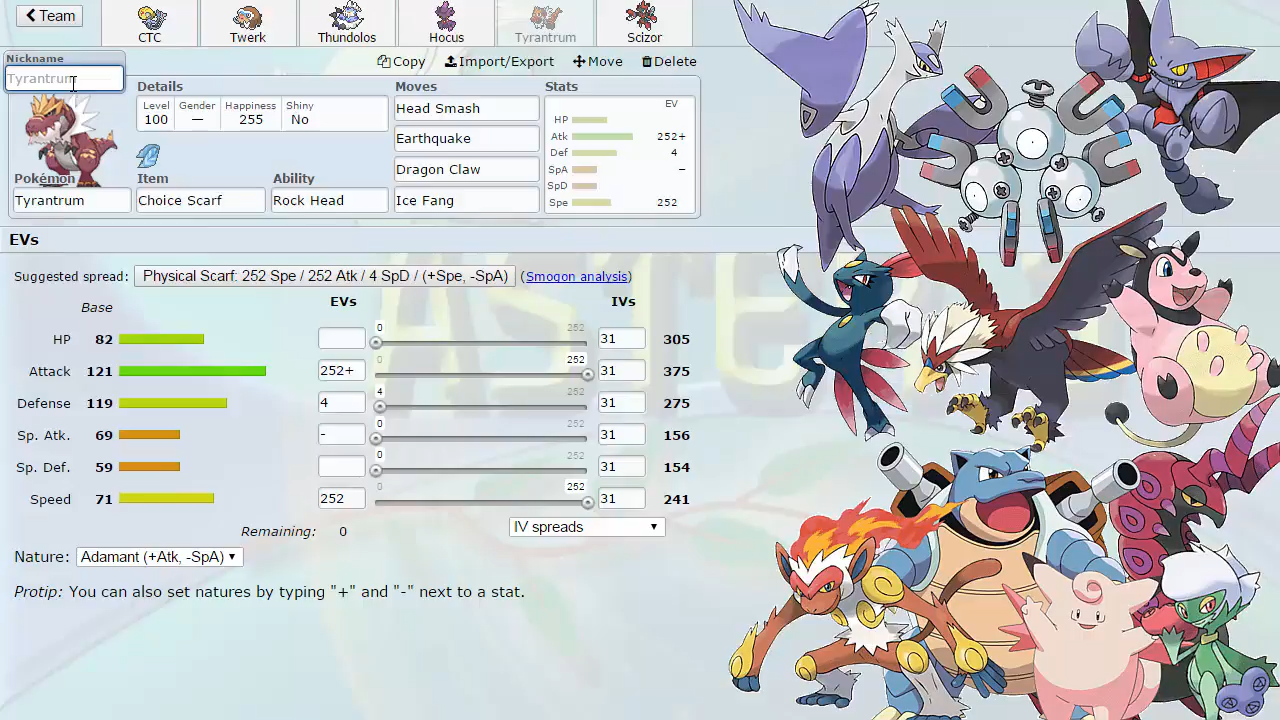 Team
CTC
Twerk
Thundolos
Hocus
Tyrantrum
Scizor
Nickname
Tyrantrum
Copy
Import/Export
Move
Delete
Details
Level
100
Gender
—
Happiness
255
Shiny
No
Pokémon
Tyrantrum
Item
Choice Scarf
Ability
Rock Head
Moves
Head Smash
Earthquake
Dragon Claw
Ice Fang
Stats
EV
HP
Atk 252+
Def 4
SpA –
SpD
Spe 252
EVs
Suggested spread: Physical Scarf: 252 Spe / 252 Atk / 4 SpD / (+Spe, -SpA) (Smogon analysis)
Base EVs IVs
0 252
HP 82 31 305
0 252
Attack 121 252+ 31 375
4 252
Defense 119 4 31 275
0 252
Sp. Atk. 69 - 31 156
0 252
Sp. Def. 59 31 154
0 252
Speed 71 252 31 241
Remaining: 0
IV spreads
Nature: Adamant (+Atk, -SpA)
Protip: You can also set natures by typing "+" and "-" next to a stat.